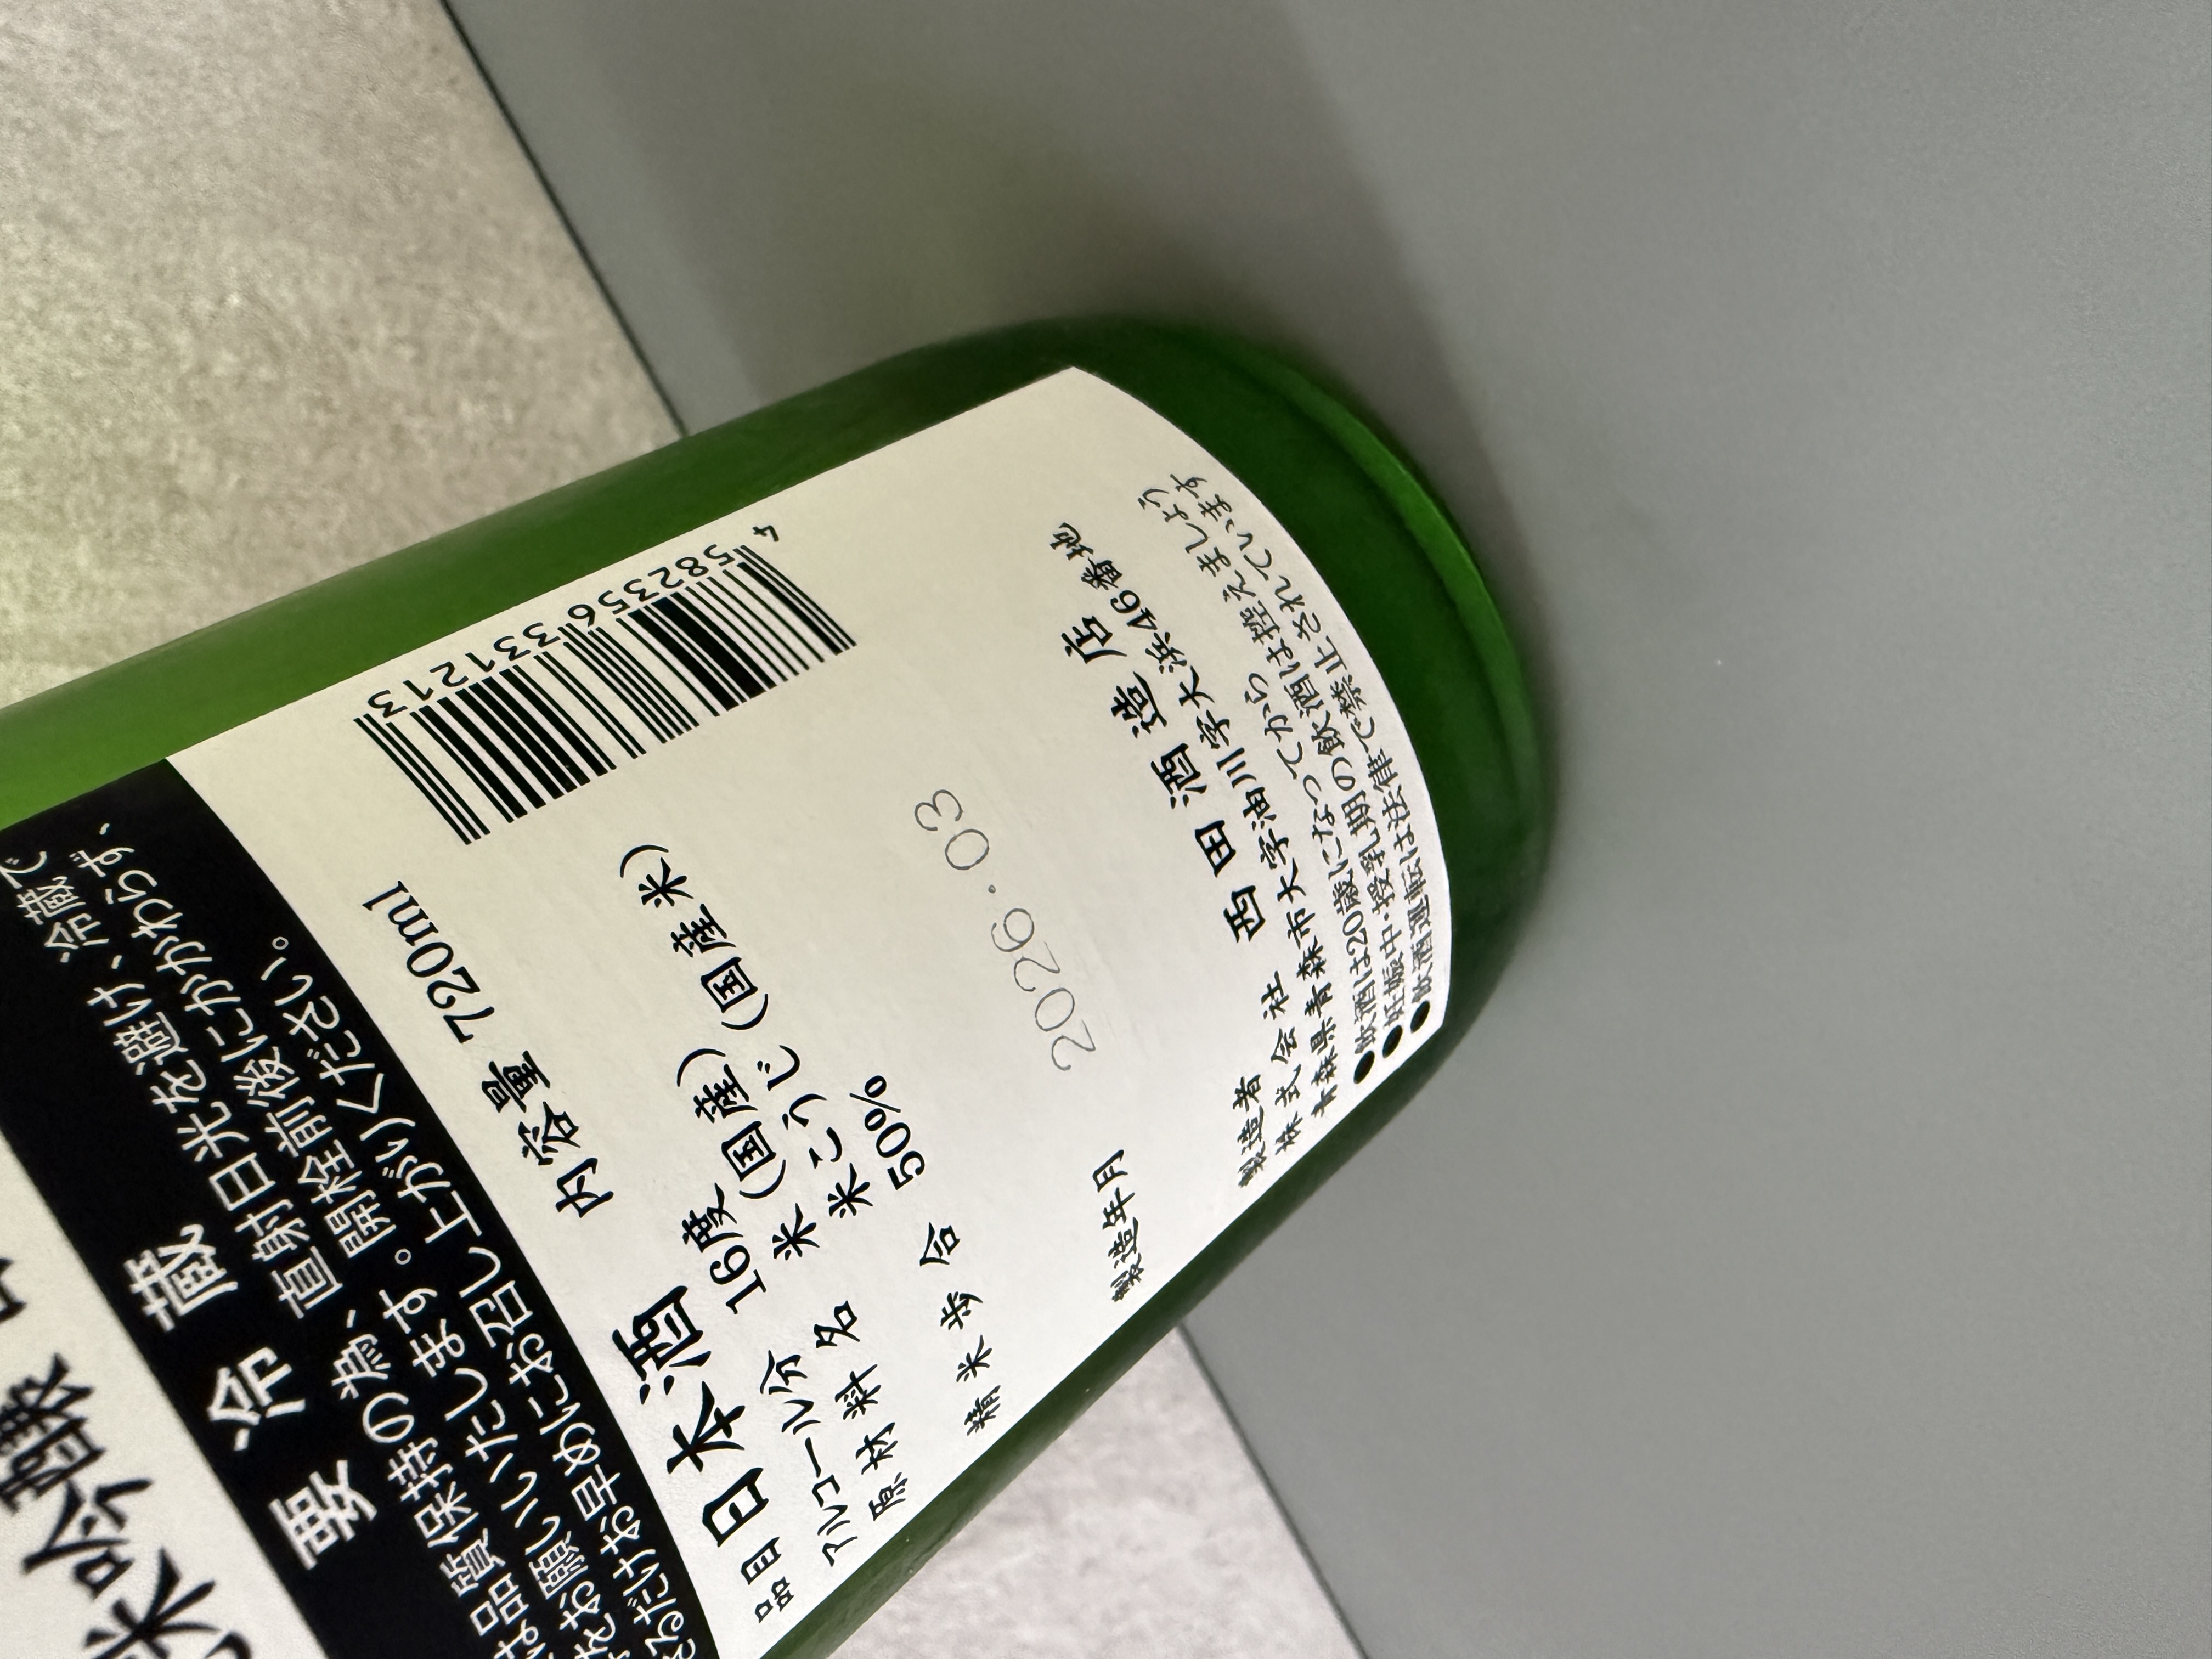 米吟醸
要冷蔵
冷蔵で
品質保持の為、直射日光を避け、冷
お願いいたします。開栓前後にかかわらず、
るだけお早めにお召し上がりください。
内容量 720ml
4 582356 331213
品目 日本酒
アルコール分 16度
原材料名 米(国産)
米こうじ(国産米)
精米歩合 50%
製造年月 2026.03
製造者
株式会社 西田酒造店
青森県青森市大字油川字大浜46番地
●飲酒は20歳になってから
●妊娠中・授乳期の飲酒は控えましょう
●飲酒運転は法律で禁止されています